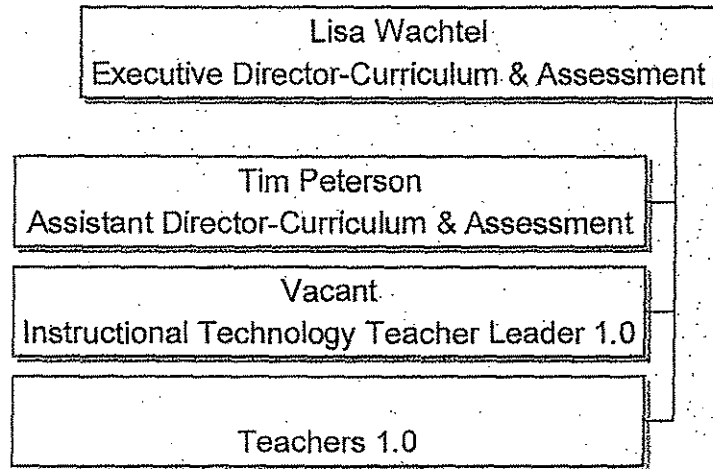 Lisa Wachtel
Executive Director-Curriculum & Assessment
Tim Peterson
Assistant Director-Curriculum & Assessment
Vacant
Instructional Technology Teacher Leader 1.0
Teachers 1.0